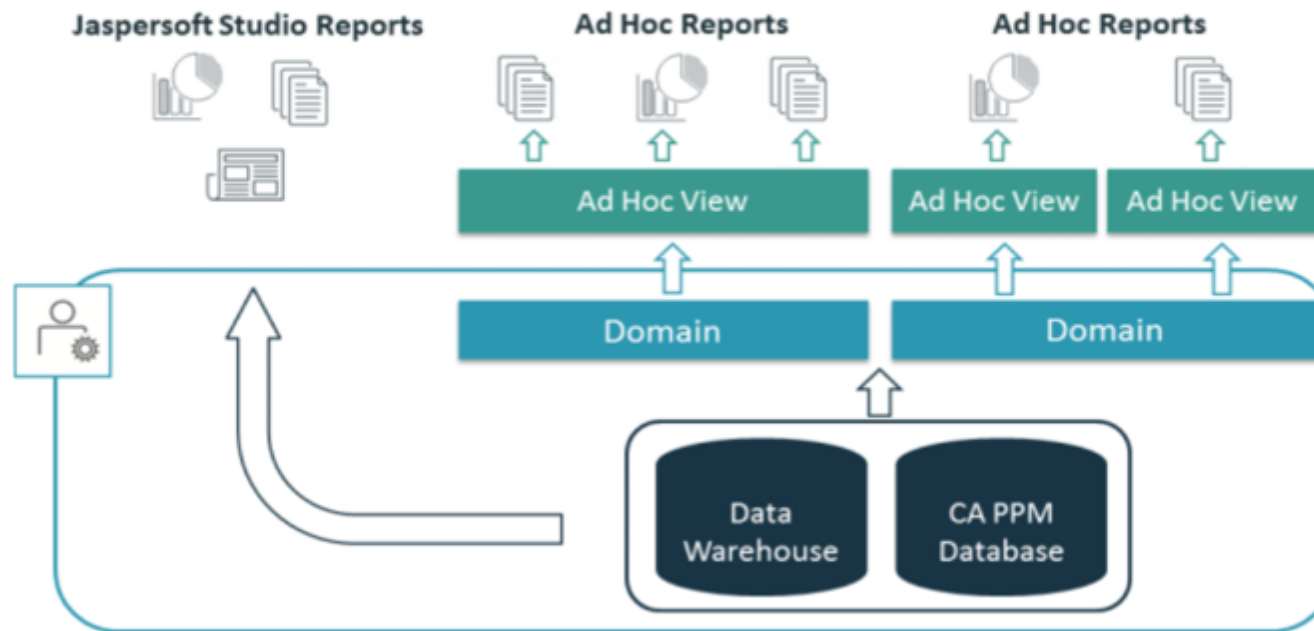 Jaspersoft Studio Reports
Ad Hoc Reports
Ad Hoc Reports
Ad Hoc View
Ad Hoc View
Ad Hoc View
Domain
Domain
Data
Warehouse
CA PPM
Database